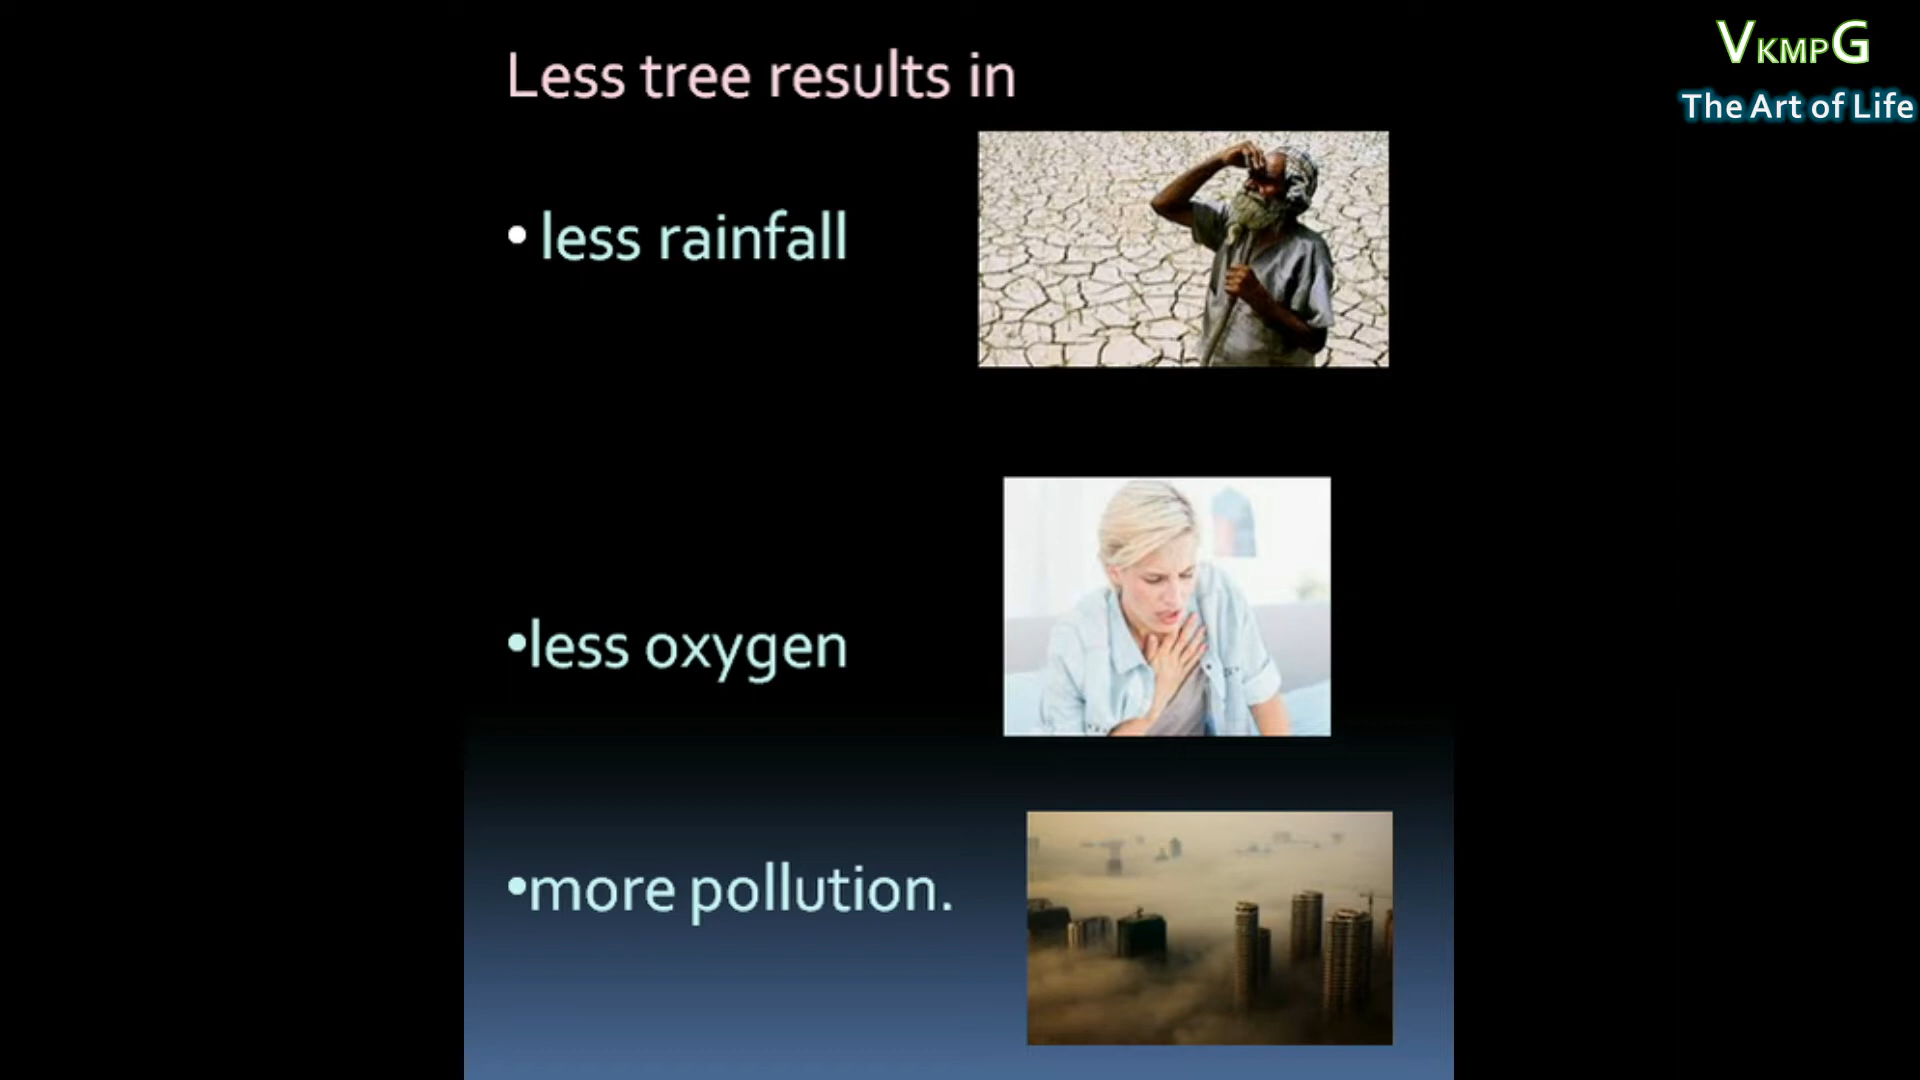 Less tree results in
• less rainfall
•less oxygen
•more pollution.
VKMPG
The Art of Life